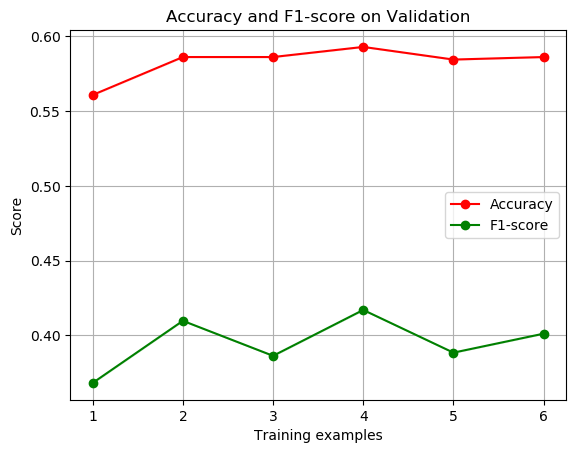 Accuracy and F1-score on Validation
0.60
0.55
0.50
0.45
0.40
Score
Accuracy
F1-score
1 2 3 4 5 6
Training examples